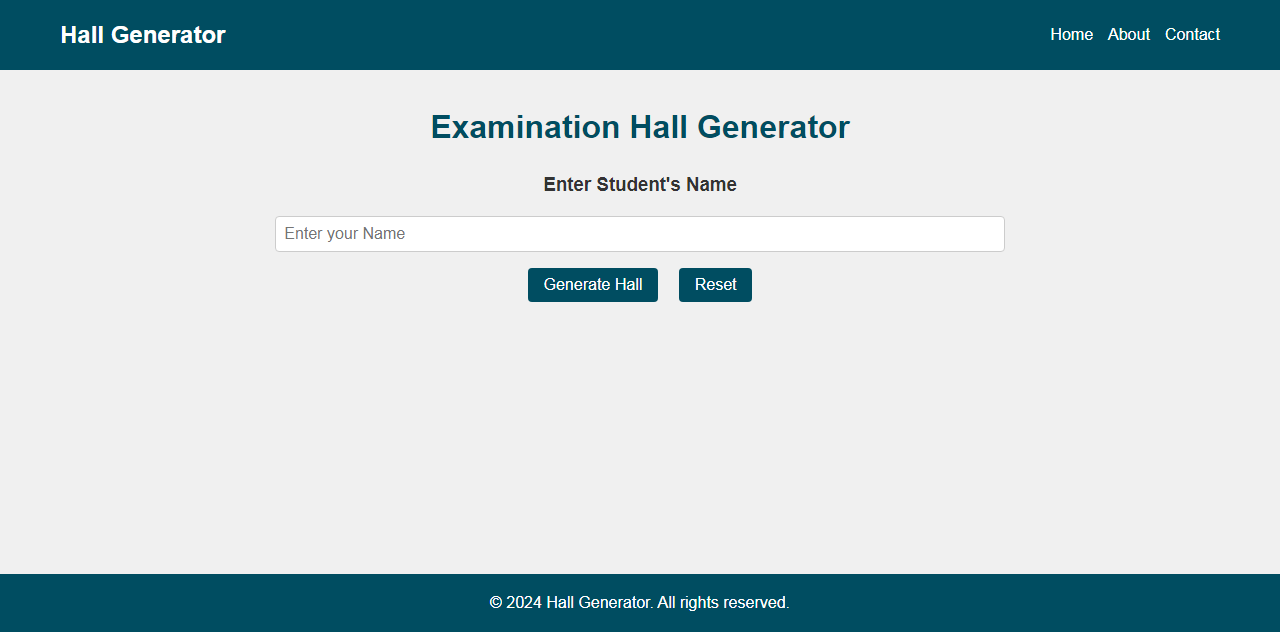 Hall Generator
Home About Contact
Examination Hall Generator
Enter Student's Name
Enter your Name
Generate Hall Reset
© 2024 Hall Generator. All rights reserved.